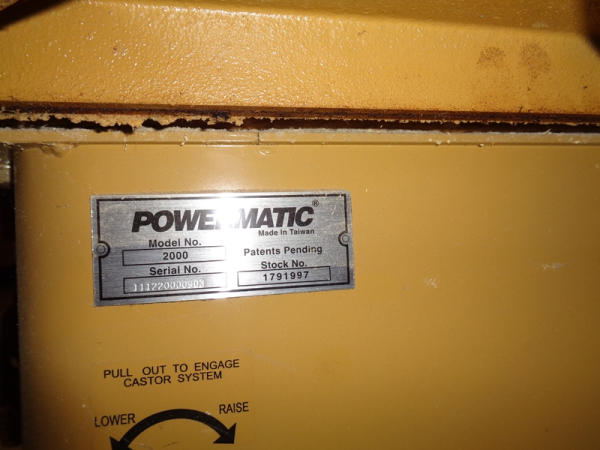 POWERMATIC®
Made In Taiwan
Model No.
2000
Patents Pending
Serial No.
111220000903
Stock No.
1791997
PULL OUT TO ENGAGE
CASTOR SYSTEM
LOWER
RAISE